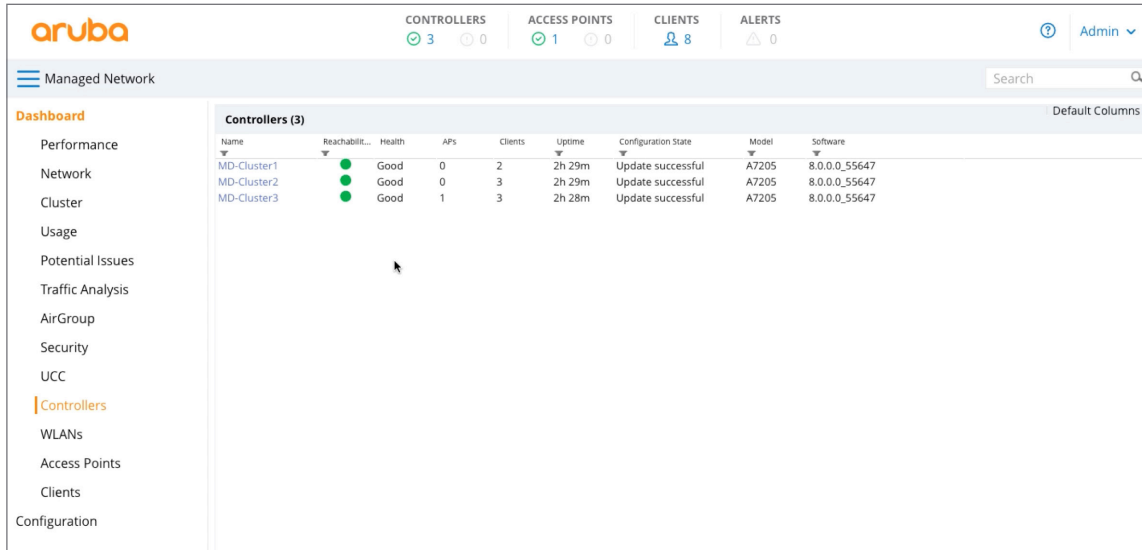 aruba
CONTROLLERS ACCESS POINTS CLIENTS ALERTS
3 0 1 0 8 0
? Admin
Managed Network
Search
Dashboard
Performance
Network
Cluster
Usage
Potential Issues
Traffic Analysis
AirGroup
Security
UCC
Controllers
WLANs
Access Points
Clients
Configuration
Default Columns
Controllers (3)
Name Reachabilit... Health APs Clients Uptime Configuration State Model Software
MD-Cluster1 Good 0 2 2h 29m Update successful A7205 8.0.0.0_55647
MD-Cluster2 Good 0 3 2h 29m Update successful A7205 8.0.0.0_55647
MD-Cluster3 Good 1 3 2h 28m Update successful A7205 8.0.0.0_55647